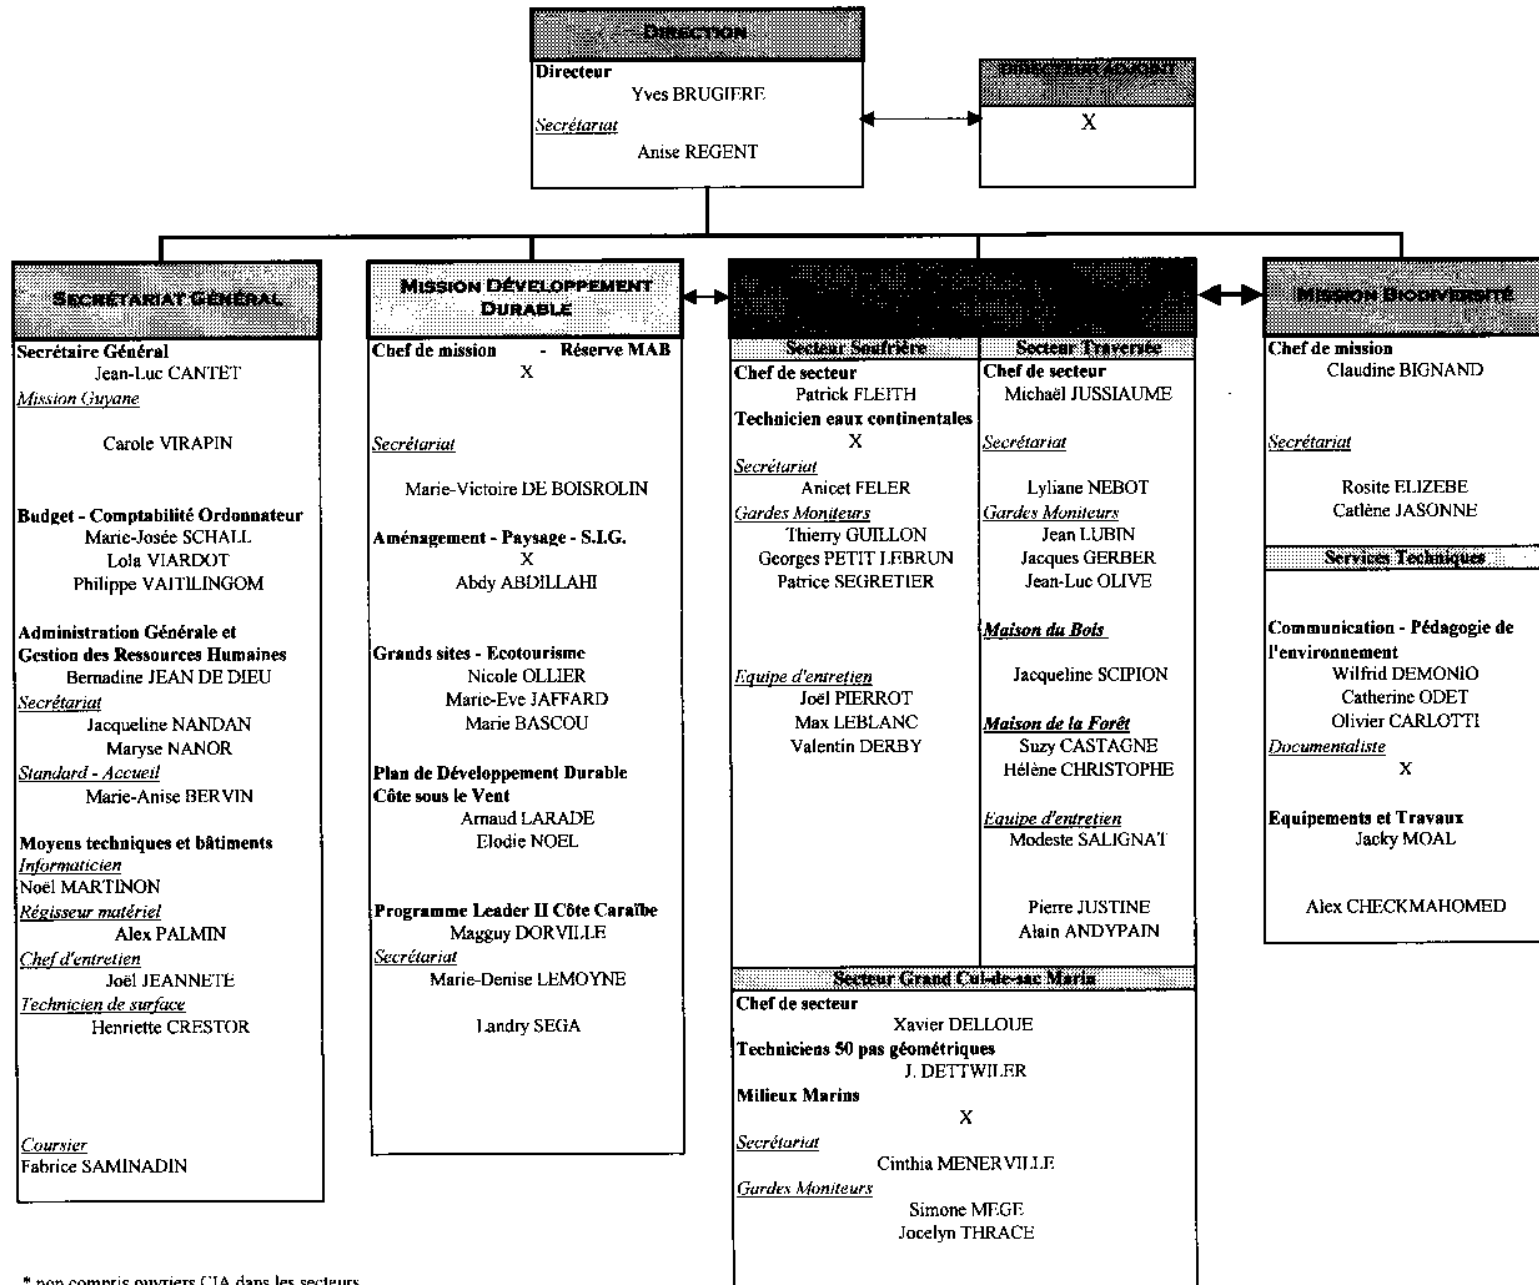 DIRECTION
Directeur
Yves BRUGIERE
Secrétariat
Anise REGENT
DIRECTEUR ADJOINT
X
SECRÉTARIAT GÉNÉRAL
Secrétaire Général
Jean-Luc CANTET
Mission Guyane
Carole VIRAPIN
Budget - Comptabilité Ordonnateur
Marie-Josée SCHALL
Lola VIARDOT
Philippe VAITILINGOM
Administration Générale et
Gestion des Ressources Humaines
Bernadine JEAN DE DIEU
Secrétariat
Jacqueline NANDAN
Maryse NANOR
Standard - Accueil
Marie-Anise BERVIN
Moyens techniques et bâtiments
Informaticien
Noël MARTINON
Régisseur matériel
Alex PALMIN
Chef d'entretien
Joël JEANNETE
Technicien de surface
Henriette CRESTOR
Coursier
Fabrice SAMINADIN
MISSION DÉVELOPPEMENT
DURABLE
Chef de mission - Réserve MAB
X
Secrétariat
Marie-Victoire DE BOISROLIN
Aménagement - Paysage - S.I.G.
X
Abdy ABDILLAHI
Grands sites - Ecotourisme
Nicole OLLIER
Marie-Eve JAFFARD
Marie BASCOU
Plan de Développement Durable
Côte sous le Vent
Arnaud LARADE
Elodie NOEL
Programme Leader II Côte Caraïbe
Magguy DORVILLE
Secrétariat
Marie-Denise LEMOYNE
Landry SEGA
Secteur Soufrière
Chef de secteur
Patrick FLEITH
Technicien eaux continentales
X
Secrétariat
Anicet FELER
Gardes Moniteurs
Thierry GUILLON
Georges PETIT LEBRUN
Patrice SEGRETIER
Equipe d'entretien
Joël PIERROT
Max LEBLANC
Valentin DERBY
Secteur Traversée
Chef de secteur
Michaël JUSSIAUME
Secrétariat
Lyliane NEBOT
Gardes Moniteurs
Jean LUBIN
Jacques GERBER
Jean-Luc OLIVE
Maison du Bois
Jacqueline SCIPION
Maison de la Forêt
Suzy CASTAGNE
Hélène CHRISTOPHE
Equipe d'entretien
Modeste SALIGNAT
Pierre JUSTINE
Alain ANDYPAIN
Secteur Grand Cul-de-sac Marin
Chef de secteur
Xavier DELLOUE
Techniciens 50 pas géométriques
J. DETTWILER
Milieux Marins
X
Secrétariat
Cinthia MENERVILLE
Gardes Moniteurs
Simone MEGE
Jocelyn THRACE
MISSION BIODIVERSITÉ
Chef de mission
Claudine BIGNAND
Secrétariat
Rosite ELIZEBE
Catlène JASONNE
Services Techniques
Communication - Pédagogie de
l'environnement
Wilfrid DEMONIO
Catherine ODET
Olivier CARLOTTI
Documentaliste
X
Equipements et Travaux
Jacky MOAL
Alex CHECKMAHOMED
* non compris ouvriers CIA dans les secteurs